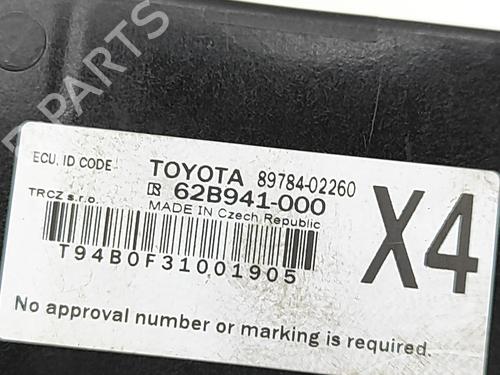 B-PARTS
ECU, ID CODE TOYOTA 89784-02260
62B941-000
TRCZ s.r.o. MADE IN Czech Republic
X4
T94B0F31001905
No approval number or marking is required.